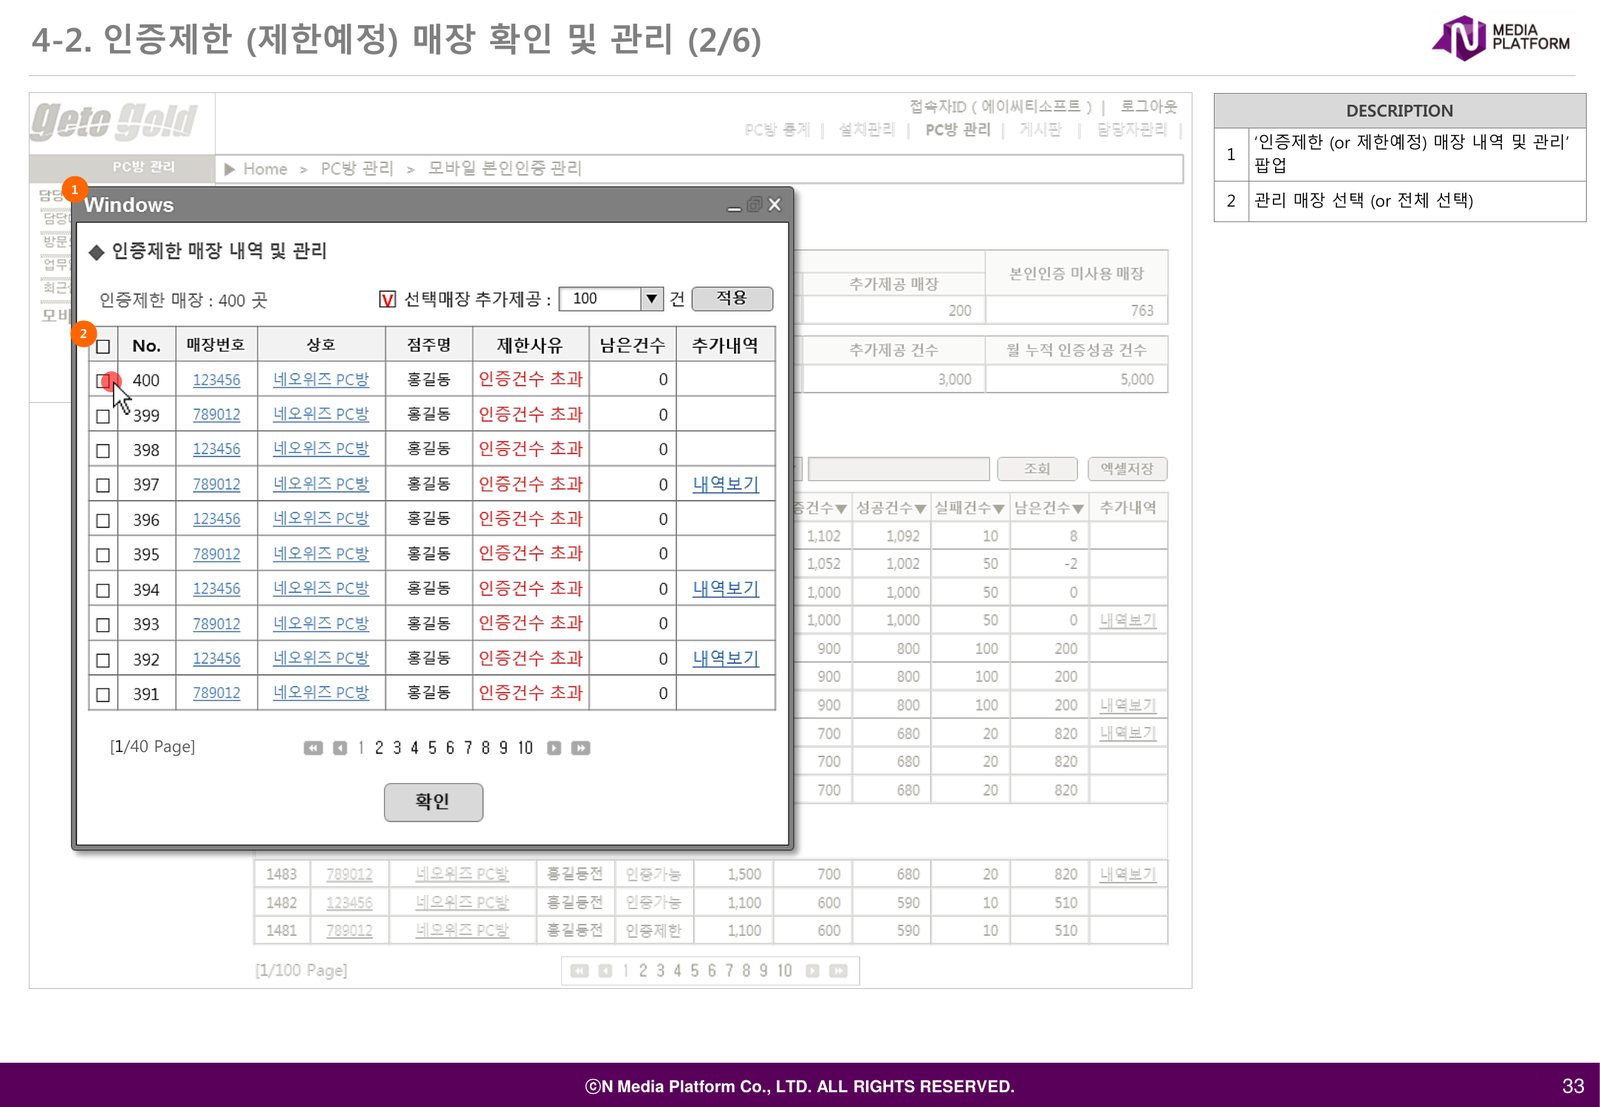 4-2. 인증제한 (제한예정) 매장 확인 및 관리 (2/6)
MEDIA
PLATFORM
geto gold
접속자ID ( 에이씨티소프트 ) | 로그아웃
PC방 통계 | 설치관리 | PC방 관리 | 게시판 | 담당자관리 |
PC방 관리
▶ Home > PC방 관리 > 모바일 본인인증 관리
DESCRIPTION
1 '인증제한 (or 제한예정) 매장 내역 및 관리' 팝업
2 관리 매장 선택 (or 전체 선택)
1
Windows
◆ 인증제한 매장 내역 및 관리
인증제한 매장 : 400 곳
V 선택매장 추가제공 : 100 ▼ 건 적용
2
No. 매장번호 상호 점주명 제한사유 남은건수 추가내역
400 123456 네오위즈 PC방 홍길동 인증건수 초과 0
399 789012 네오위즈 PC방 홍길동 인증건수 초과 0
398 123456 네오위즈 PC방 홍길동 인증건수 초과 0
397 789012 네오위즈 PC방 홍길동 인증건수 초과 0 내역보기
396 123456 네오위즈 PC방 홍길동 인증건수 초과 0
395 789012 네오위즈 PC방 홍길동 인증건수 초과 0
394 123456 네오위즈 PC방 홍길동 인증건수 초과 0 내역보기
393 789012 네오위즈 PC방 홍길동 인증건수 초과 0
392 123456 네오위즈 PC방 홍길동 인증건수 초과 0 내역보기
391 789012 네오위즈 PC방 홍길동 인증건수 초과 0
[1/40 Page]
1 2 3 4 5 6 7 8 9 10
확인
추가제공 매장 본인인증 미사용 매장
200 763
추가제공 건수 월 누적 인증성공 건수
3,000 5,000
조회 엑셀저장
성공건수▼ 실패건수▼ 남은건수▼ 추가내역
1,102 1,092 10 8
1,052 1,002 50 -2
1,000 1,000 50 0
1,000 1,000 50 0 내역보기
900 800 100 200
900 800 100 200
900 800 100 200 내역보기
700 680 20 820 내역보기
700 680 20 820
700 680 20 820
1483 789012 네오위즈 PC방 홍길동전 인증가능 1,500 700 680 20 820 내역보기
1482 123456 네오위즈 PC방 홍길동전 인증가능 1,100 600 590 10 510
1481 789012 네오위즈 PC방 홍길동전 인증제한 1,100 600 590 10 510
[1/100 Page]
1 2 3 4 5 6 7 8 9 10
ⓒN Media Platform Co., LTD. ALL RIGHTS RESERVED.
33